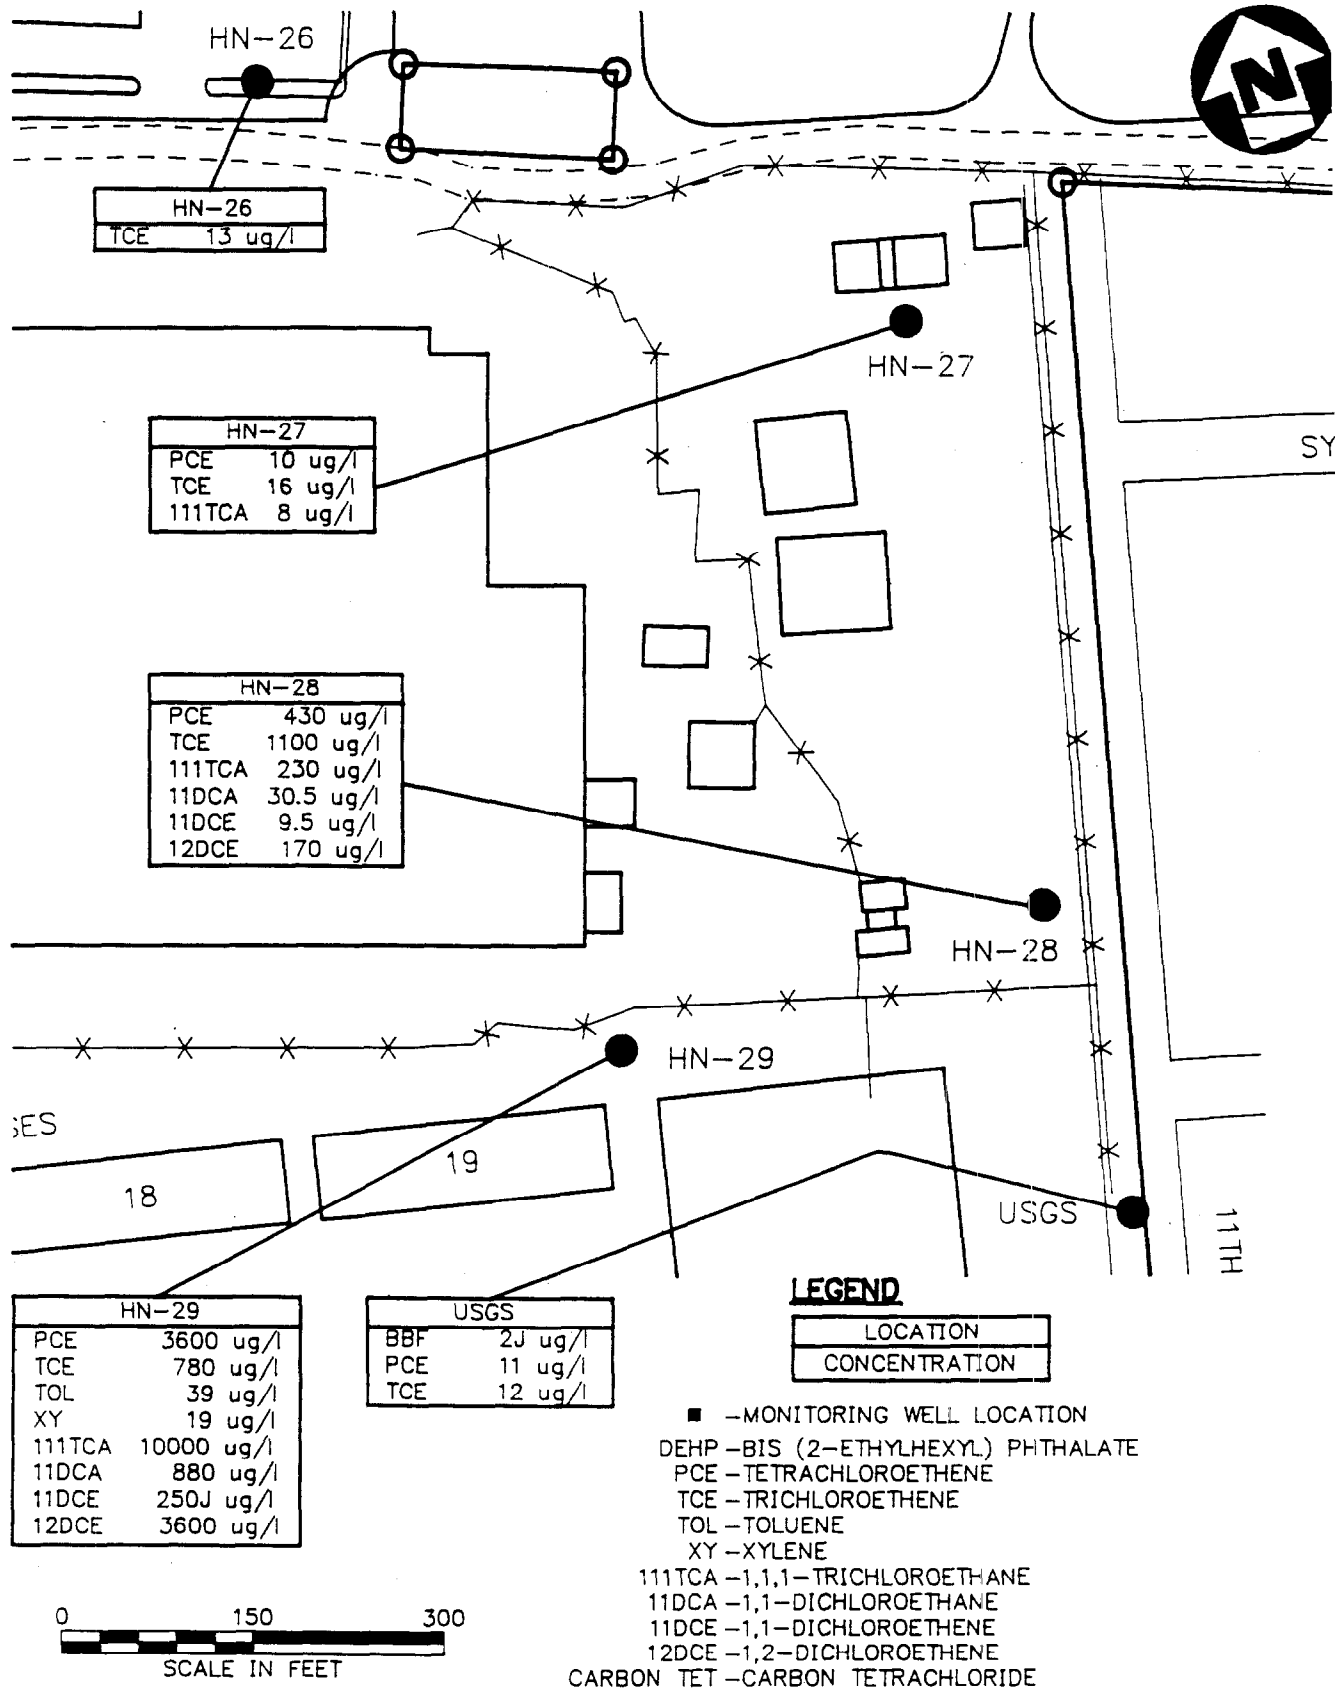 HN-26
N
HN-26
TCE 13 ug/l
HN-27
SY
HN-27
PCE 10 ug/l
TCE 16 ug/l
111TCA 8 ug/l
HN-28
PCE 430 ug/l
TCE 1100 ug/l
111TCA 230 ug/l
11DCA 30.5 ug/l
11DCE 9.5 ug/l
12DCE 170 ug/l
HN-28
HN-29
SES
18
19
USGS
11TH
HN-29
PCE 3600 ug/l
TCE 780 ug/l
TOL 39 ug/l
XY 19 ug/l
111TCA 10000 ug/l
11DCA 880 ug/l
11DCE 250J ug/l
12DCE 3600 ug/l
USGS
BBF 2J ug/l
PCE 11 ug/l
TCE 12 ug/l
LEGEND
LOCATION
CONCENTRATION
-MONITORING WELL LOCATION
DEHP -BIS (2-ETHYLHEXYL) PHTHALATE
PCE -TETRACHLOROETHENE
TCE -TRICHLOROETHENE
TOL -TOLUENE
XY -XYLENE
111TCA -1,1,1-TRICHLOROETHANE
11DCA -1,1-DICHLOROETHANE
11DCE -1,1-DICHLOROETHENE
12DCE -1,2-DICHLOROETHENE
CARBON TET -CARBON TETRACHLORIDE
0 150 300
SCALE IN FEET